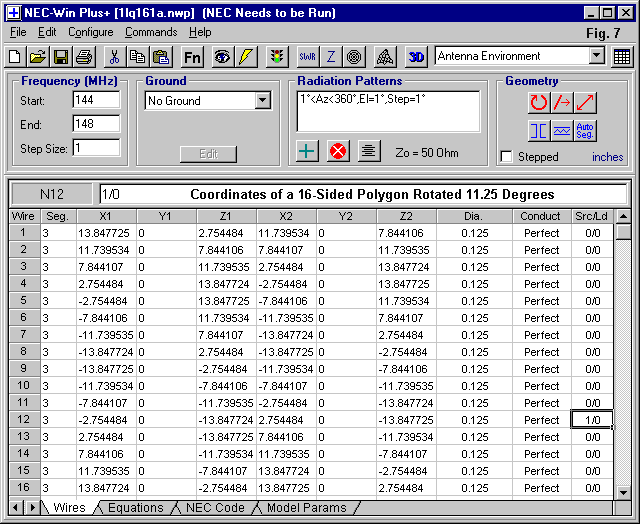 NEC-Win Plus+ [1lq161a.nwp] (NEC Needs to be Run)
File Edit Configure Commands Help Fig. 7
Fn SWR Z 3D Antenna Environment
Frequency (MHz) Ground Radiation Patterns Geometry
Start: 144 No Ground 1°<Az<360°,El=1°,Step=1°
End: 148
Step Size: 1 Edit Zo = 50 Ohm Auto Seg.
Stepped inches
N12 1/0 Coordinates of a 16-Sided Polygon Rotated 11.25 Degrees
Wire Seg. X1 Y1 Z1 X2 Y2 Z2 Dia. Conduct Src/Ld
1 3 13.847725 0 2.754484 11.739534 0 7.844106 0.125 Perfect 0/0
2 3 11.739534 0 7.844106 7.844107 0 11.739535 0.125 Perfect 0/0
3 3 7.844107 0 11.739535 2.754484 0 13.847724 0.125 Perfect 0/0
4 3 2.754484 0 13.847724 -2.754484 0 13.847725 0.125 Perfect 0/0
5 3 -2.754484 0 13.847725 -7.844106 0 11.739534 0.125 Perfect 0/0
6 3 -7.844106 0 11.739534 -11.739535 0 7.844107 0.125 Perfect 0/0
7 3 -11.739535 0 7.844107 -13.847724 0 2.754484 0.125 Perfect 0/0
8 3 -13.847724 0 2.754484 -13.847725 0 -2.754484 0.125 Perfect 0/0
9 3 -13.847725 0 -2.754484 -11.739534 0 -7.844106 0.125 Perfect 0/0
10 3 -11.739534 0 -7.844106 -7.844107 0 -11.739535 0.125 Perfect 0/0
11 3 -7.844107 0 -11.739535 -2.754484 0 -13.847724 0.125 Perfect 0/0
12 3 -2.754484 0 -13.847724 2.754484 0 -13.847725 0.125 Perfect 1/0
13 3 2.754484 0 -13.847725 7.844106 0 -11.739534 0.125 Perfect 0/0
14 3 7.844106 0 -11.739534 11.739535 0 -7.844107 0.125 Perfect 0/0
15 3 11.739535 0 -7.844107 13.847724 0 -2.754484 0.125 Perfect 0/0
16 3 13.847724 0 -2.754484 13.847725 0 2.754484 0.125 Perfect 0/0
Wires Equations NEC Code Model Params